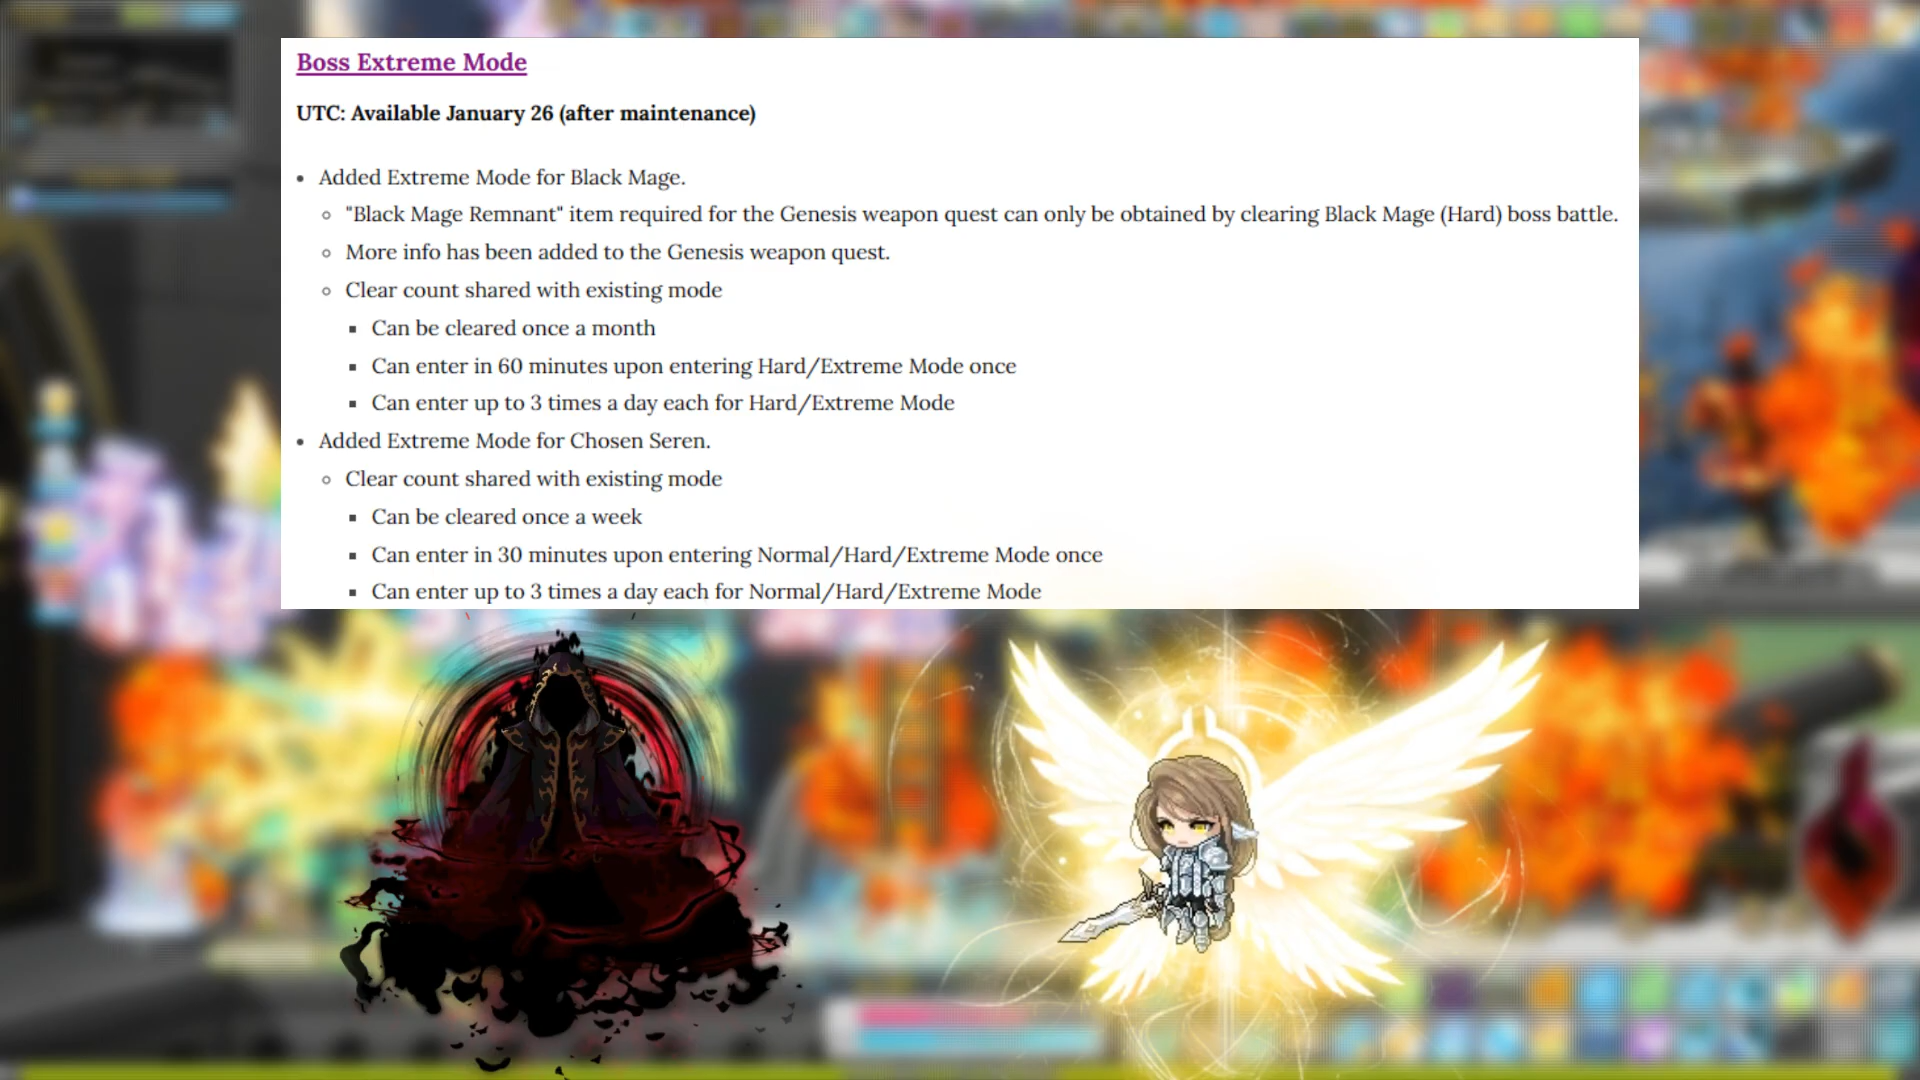 Boss Extreme Mode
UTC: Available January 26 (after maintenance)
• Added Extreme Mode for Black Mage.
◦ "Black Mage Remnant" item required for the Genesis weapon quest can only be obtained by clearing Black Mage (Hard) boss battle.
◦ More info has been added to the Genesis weapon quest.
◦ Clear count shared with existing mode
▪ Can be cleared once a month
▪ Can enter in 60 minutes upon entering Hard/Extreme Mode once
▪ Can enter up to 3 times a day each for Hard/Extreme Mode
• Added Extreme Mode for Chosen Seren.
◦ Clear count shared with existing mode
▪ Can be cleared once a week
▪ Can enter in 30 minutes upon entering Normal/Hard/Extreme Mode once
▪ Can enter up to 3 times a day each for Normal/Hard/Extreme Mode